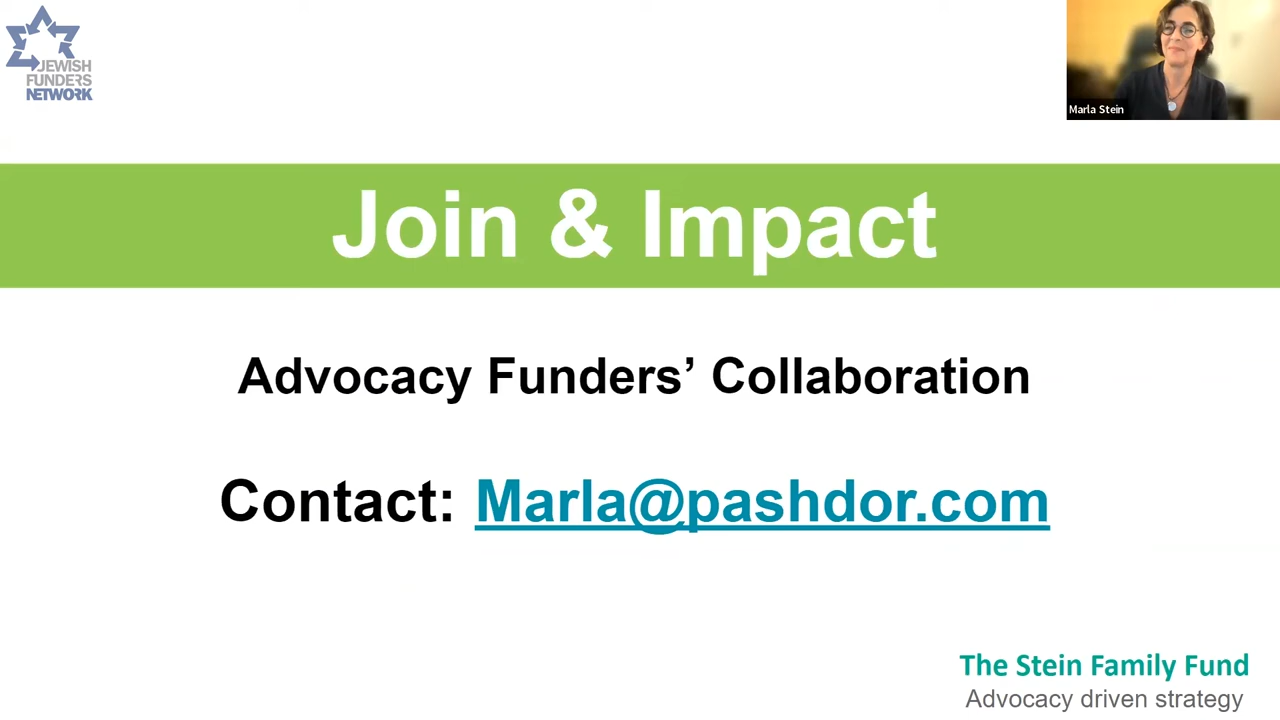 JEWISH
FUNDERS
NETWORK
Marla Stein
Join & Impact
Advocacy Funders’ Collaboration
Contact: Marla@pashdor.com
The Stein Family Fund
Advocacy driven strategy